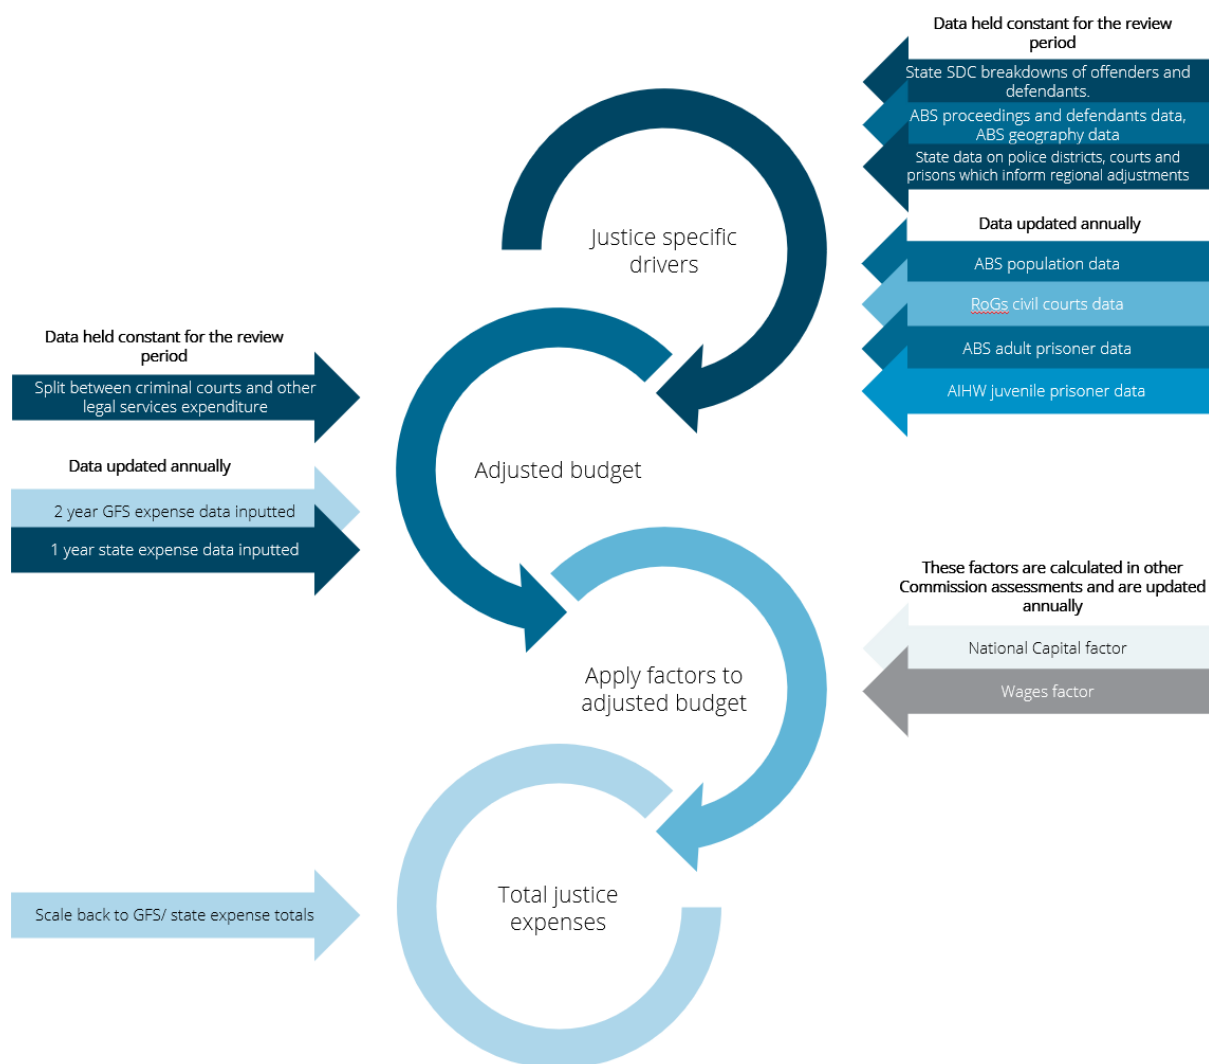 Data held constant for the review
period
State SDC breakdowns of offenders and
defendants.
ABS proceedings and defendants data,
ABS geography data
State data on police districts, courts and
prisons which inform regional adjustments
Justice specific
drivers
Data updated annually
ABS population data
RoGs civil courts data
ABS adult prisoner data
AIHW juvenile prisoner data
Data held constant for the review
period
Split between criminal courts and other
legal services expenditure
Data updated annually
2 year GFS expense data inputted
1 year state expense data inputted
Adjusted budget
These factors are calculated in other
Commission assessments and are updated
annually
National Capital factor
Wages factor
Apply factors to
adjusted budget
Scale back to GFS/ state expense totals
Total justice
expenses